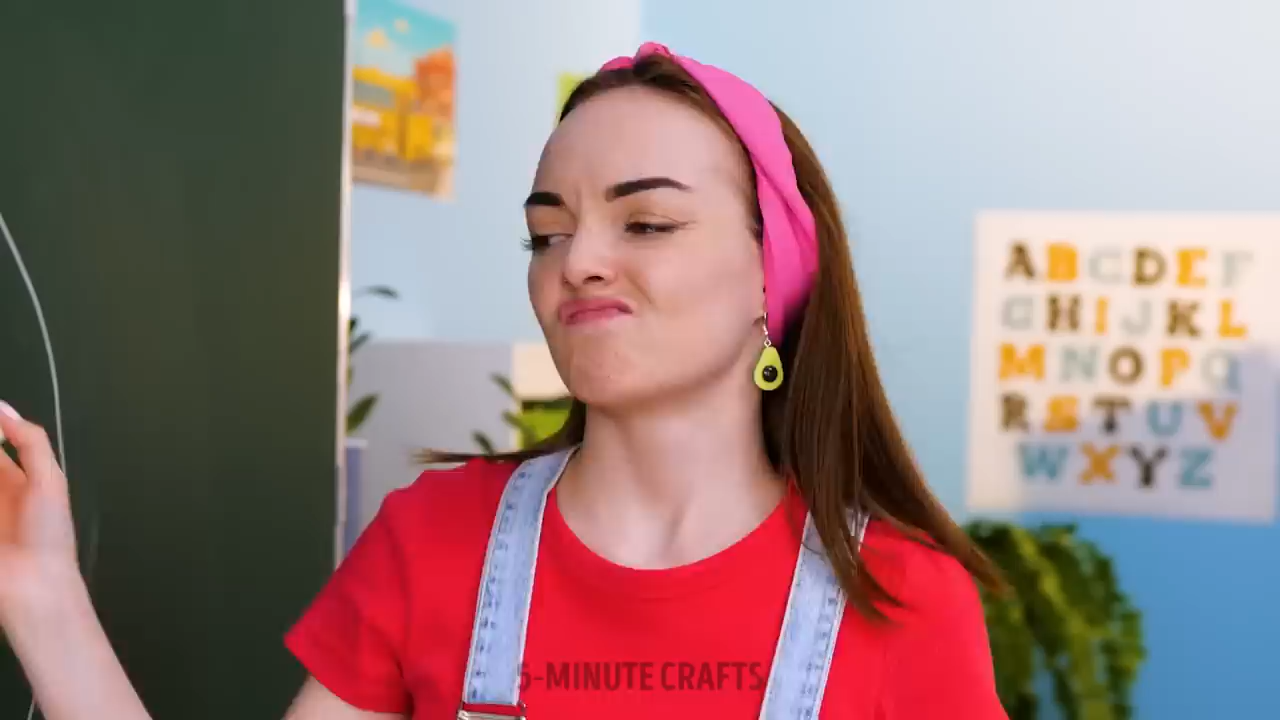 ABCDEF
GHIJKL
MNOPQ
RSTUV
WXYZ
5-MINUTE CRAFTS